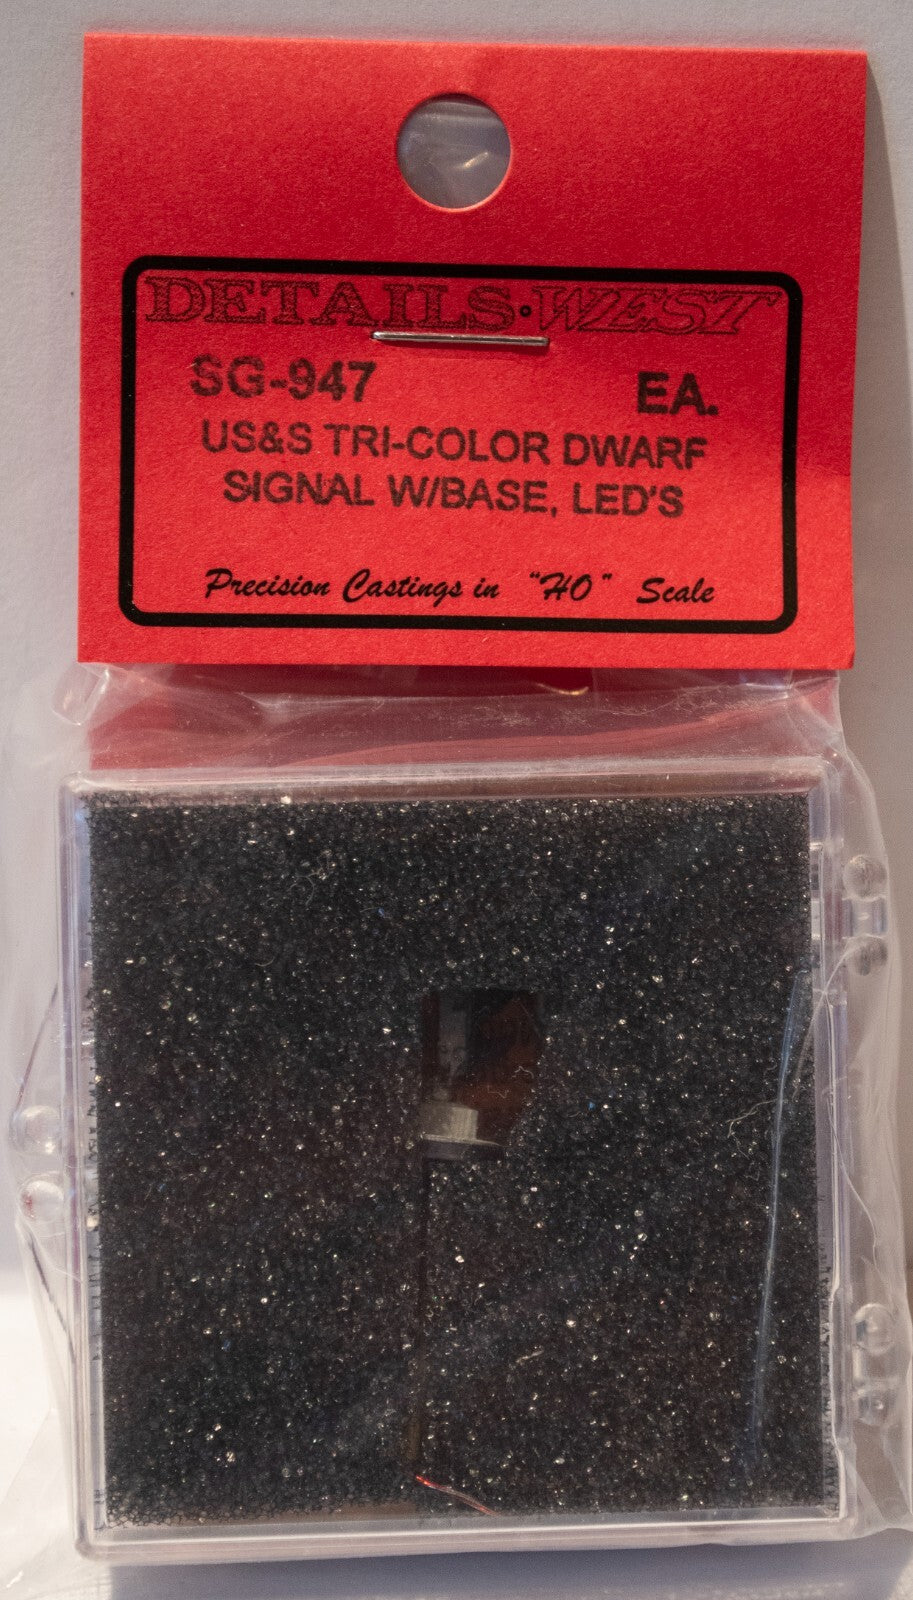 DETAILS·WEST
SG-947 EA.
US&S TRI-COLOR DWARF
SIGNAL W/BASE, LED'S
Precision Castings in "HO" Scale